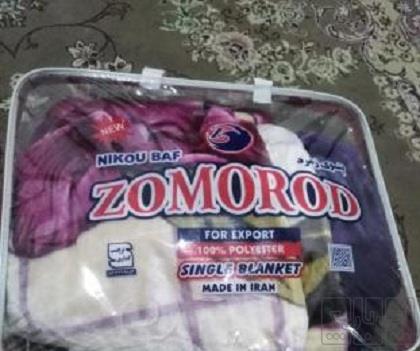 NEW
NIKOU BAF
ZOMOROD
FOR EXPORT
100% POLYESTER
SINGLE BLANKET
MADE IN IRAN